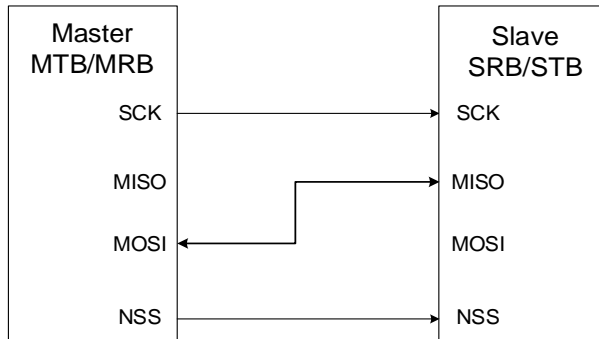 Master
MTB/MRB
SCK
MISO
MOSI
NSS
Slave
SRB/STB
SCK
MISO
MOSI
NSS